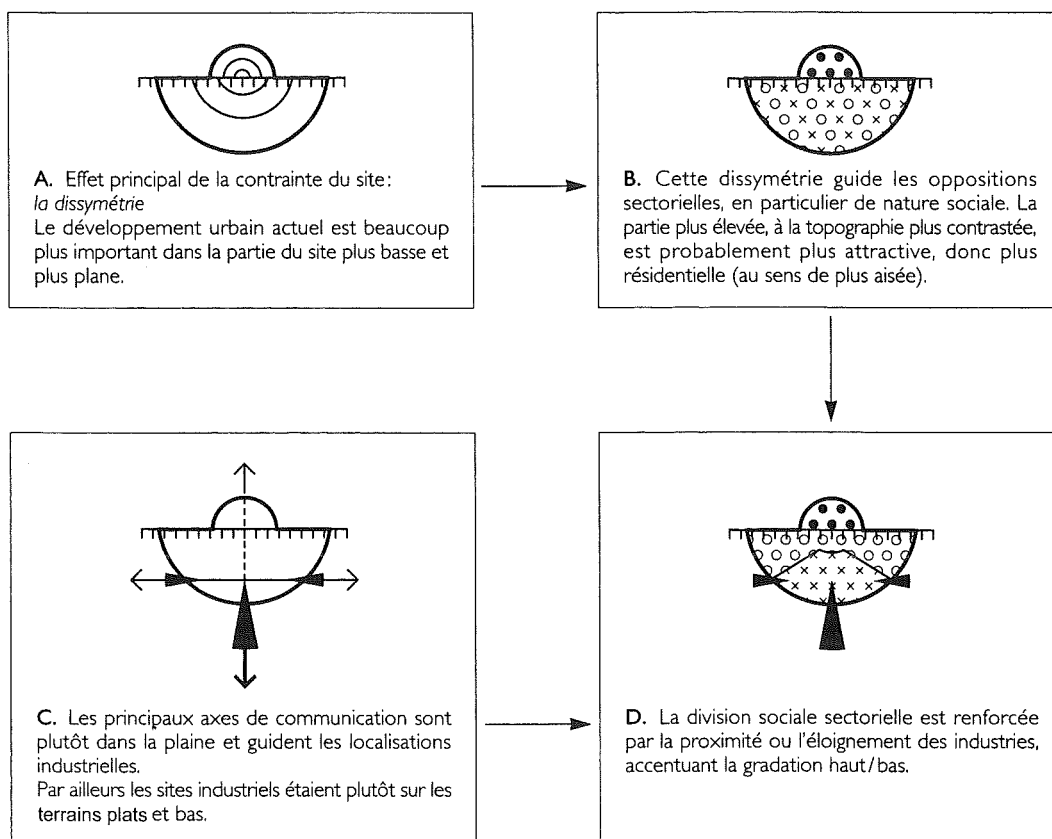 A. Effet principal de la contrainte du site :
la dissymétrie
Le développement urbain actuel est beaucoup
plus important dans la partie du site plus basse et
plus plane.
B. Cette dissymétrie guide les oppositions
sectorielles, en particulier de nature sociale. La
partie plus élevée, à la topographie plus contrastée,
est probablement plus attractive, donc plus
résidentielle (au sens de plus aisée).
C. Les principaux axes de communication sont
plutôt dans la plaine et guident les localisations
industrielles.
Par ailleurs les sites industriels étaient plutôt sur les
terrains plats et bas.
D. La division sociale sectorielle est renforcée
par la proximité ou l'éloignement des industries,
accentuant la gradation haut/bas.